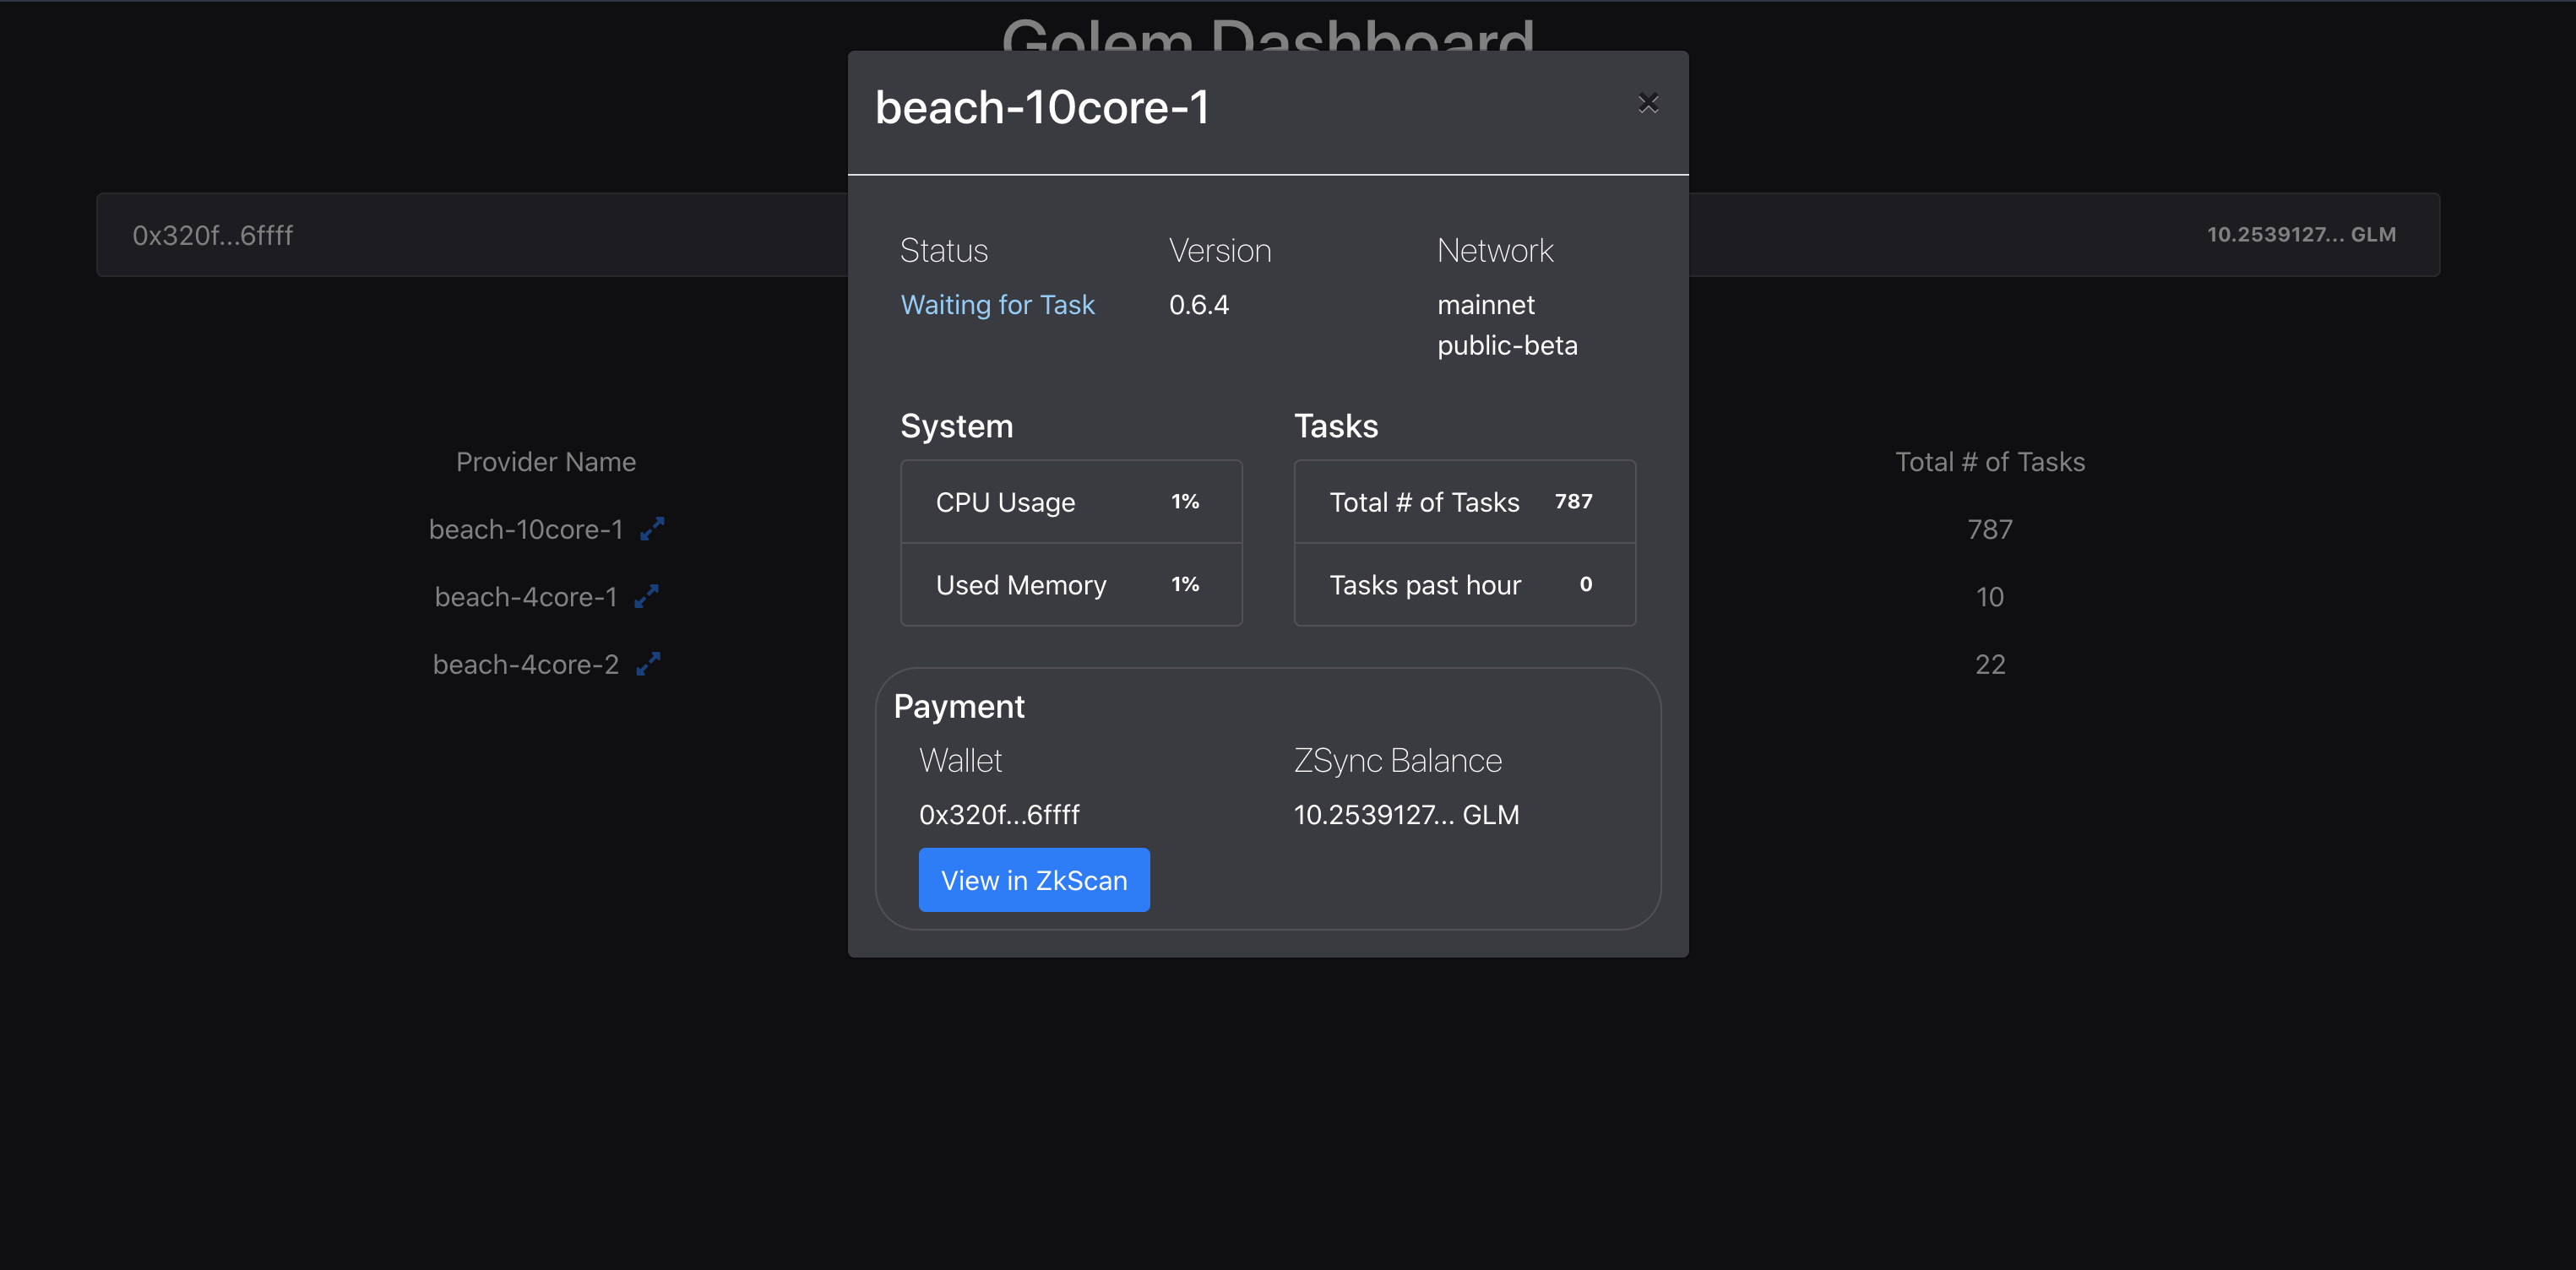 Golem Dashboard
beach-10core-1
×
0x320f...6ffff
10.2539127... GLM
Status
Version
Network
Waiting for Task
0.6.4
mainnet
public-beta
System
Tasks
CPU Usage 1%
Total # of Tasks 787
Used Memory 1%
Tasks past hour 0
Payment
Wallet
ZSync Balance
0x320f...6ffff
10.2539127... GLM
View in ZkScan
Provider Name
Total # of Tasks
beach-10core-1
787
beach-4core-1
10
beach-4core-2
22